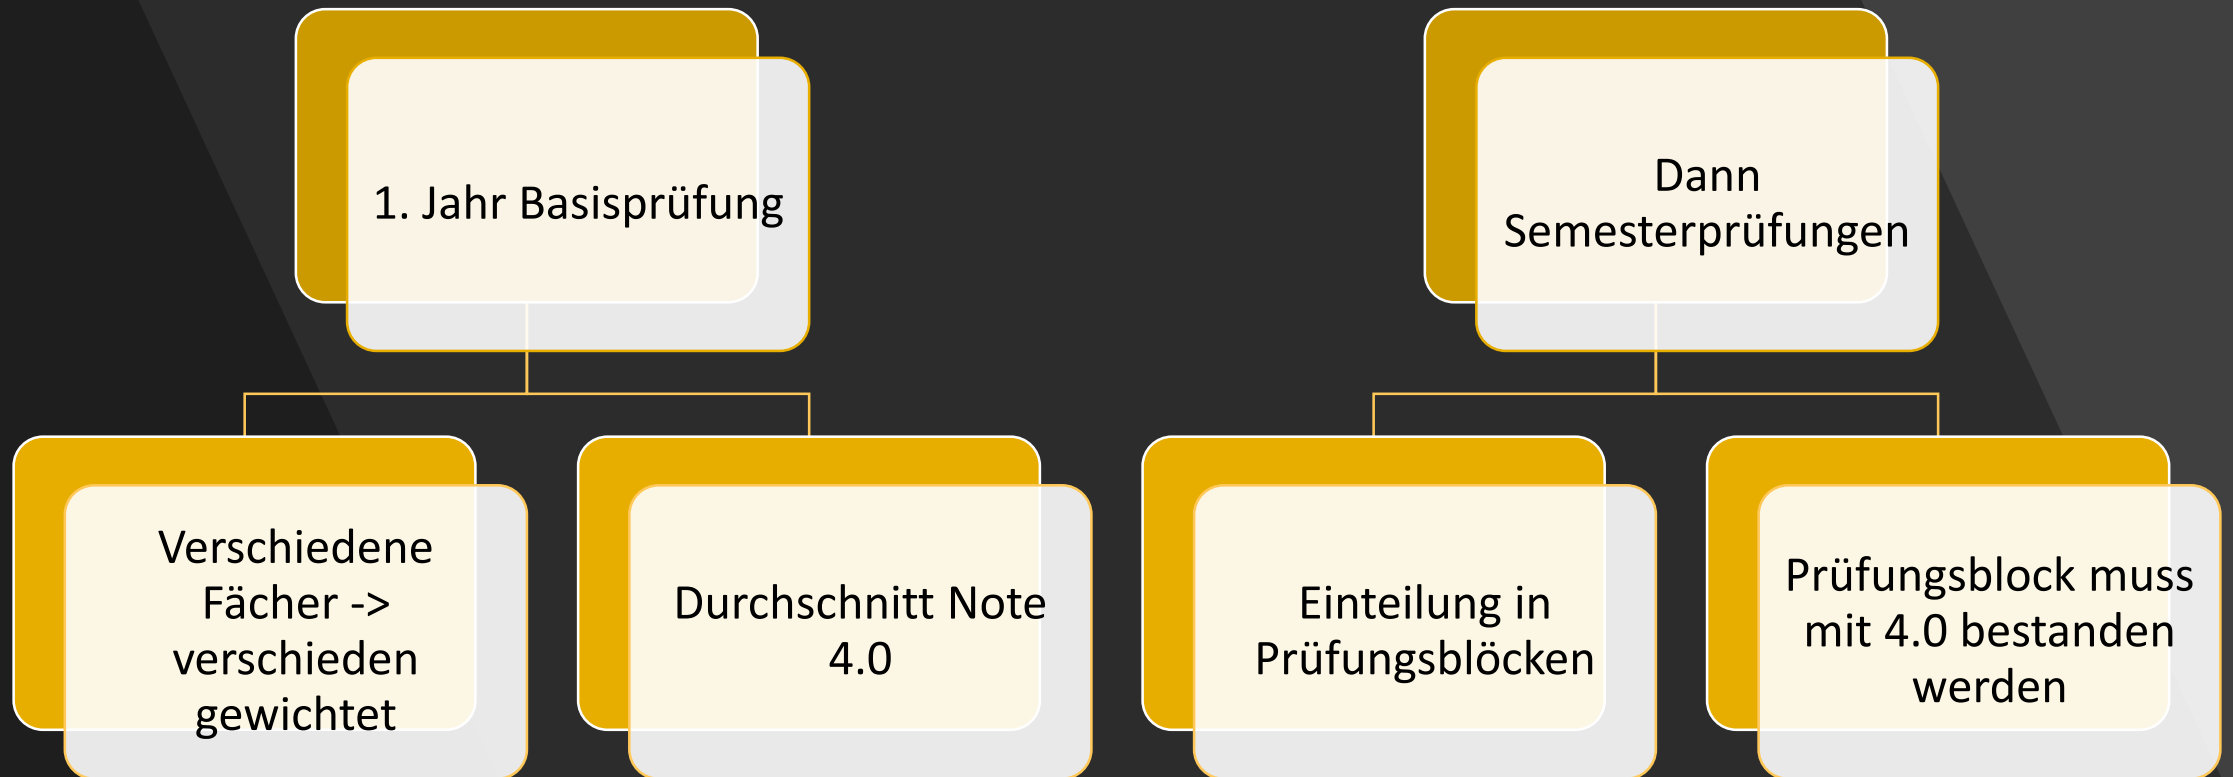 1. Jahr Basisprüfung
Dann
Semesterprüfungen
Verschiedene
Fächer ->
verschieden
gewichtet
Durchschnitt Note
4.0
Einteilung in
Prüfungsblöcken
Prüfungsblock muss
mit 4.0 bestanden
werden